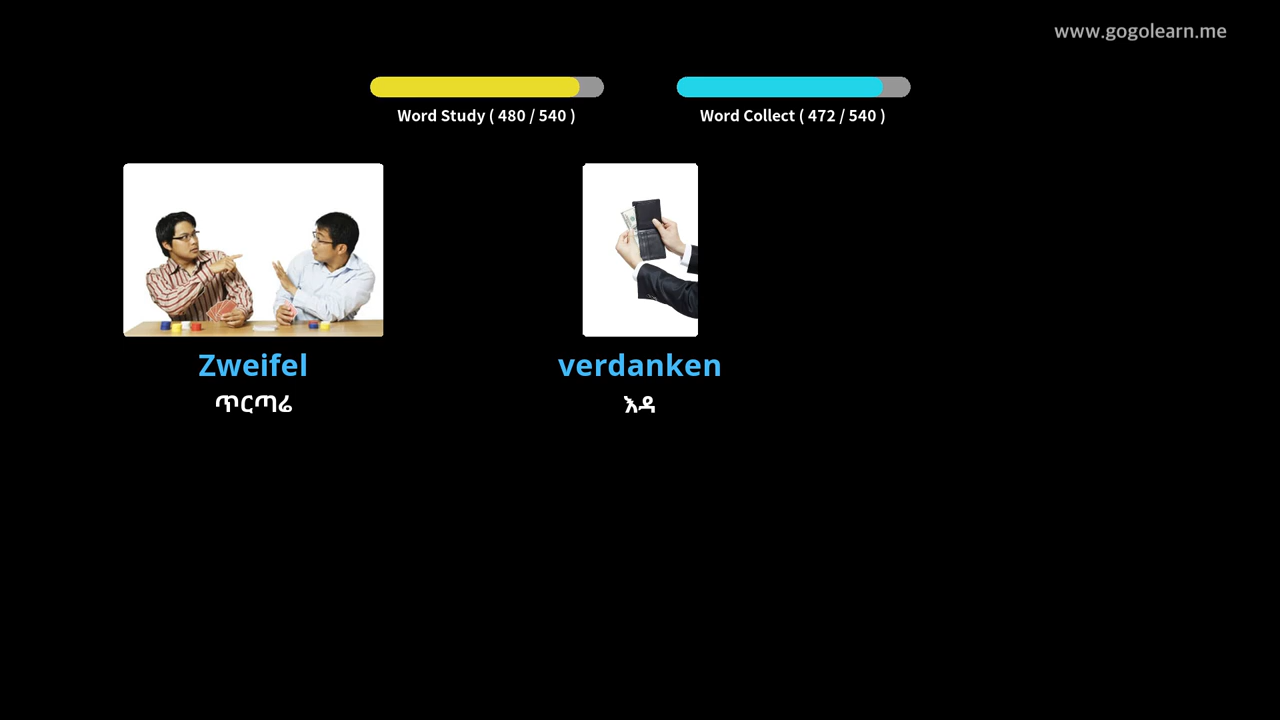 www.gogolearn.me
Word Study ( 480 / 540 )
Word Collect ( 472 / 540 )
Zweifel
ጥርጣሬ
verdanken
እዳ